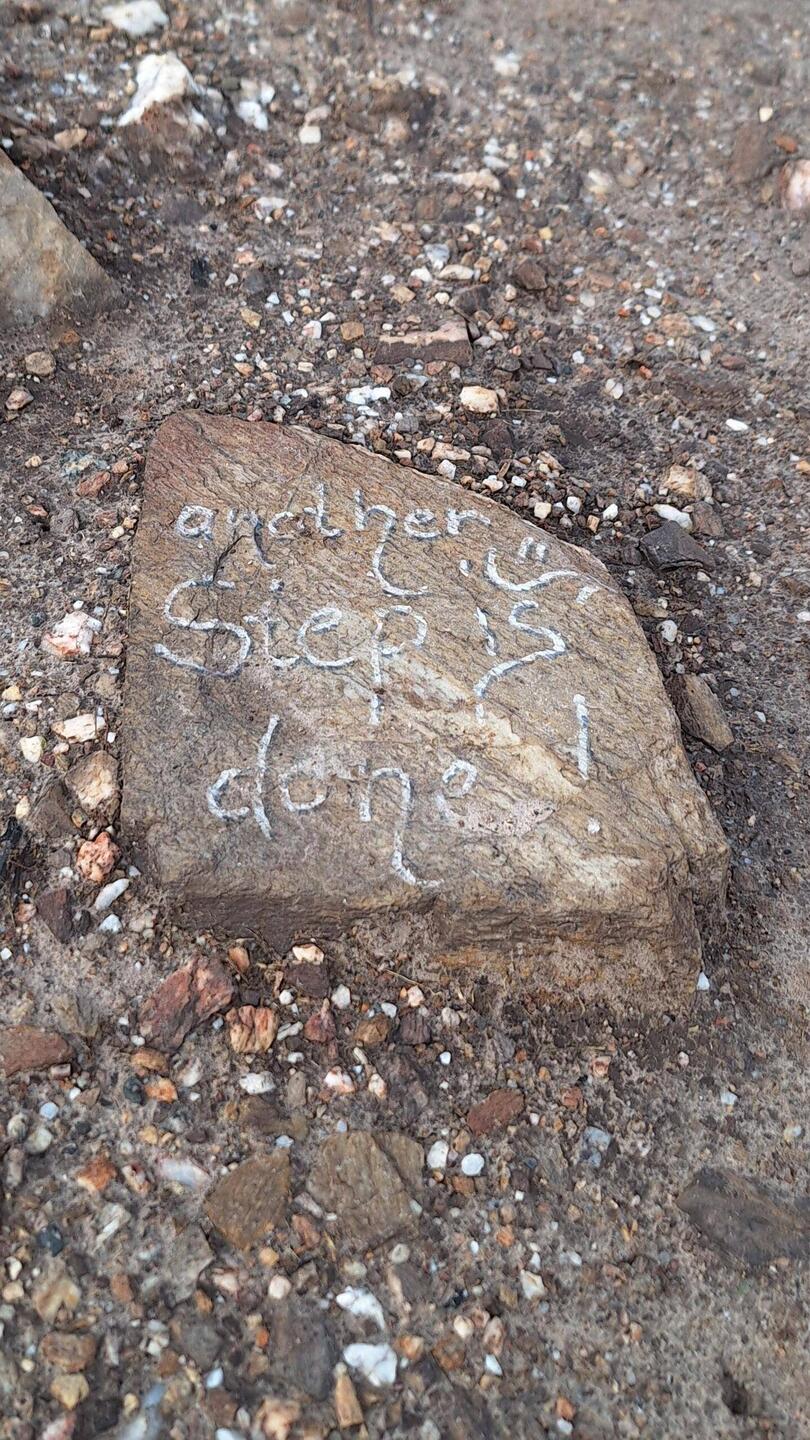 another
Step is
done !